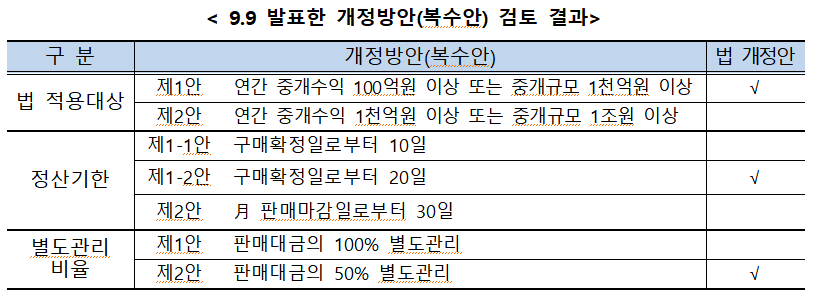 < 9.9 발표한 개정방안(복수안) 검토 결과>
구 분 개정방안(복수안) 법 개정안
법 적용대상 제1안 연간 중개수익 100억원 이상 또는 중개규모 1천억원 이상 √
제2안 연간 중개수익 1천억원 이상 또는 중개규모 1조원 이상
정산기한 제1-1안 구매확정일로부터 10일
제1-2안 구매확정일로부터 20일 √
제2안 月 판매마감일로부터 30일
별도관리 비율 제1안 판매대금의 100% 별도관리
제2안 판매대금의 50% 별도관리 √